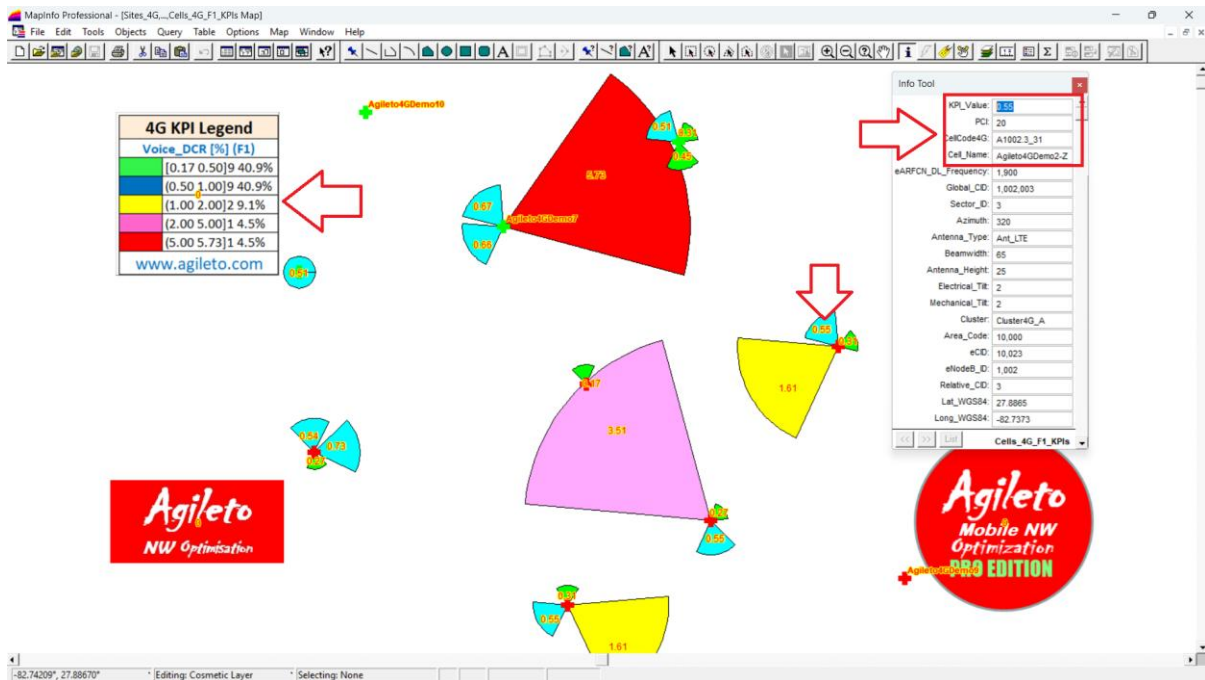 MapInfo Professional - [Sites_4G,...,Cells_4G_F1_KPIs Map]
File Edit Tools Objects Query Table Options Map Window Help
Agileto4GDemo10
4G KPI Legend
Voice_DCR [%] (F1)
[0.17 0.50]9 40.9%
(0.50 1.00]9 40.9%
(1.00 2.00]2 9.1%
0
(2.00 5.00]1 4.5%
(5.00 5.73]1 4.5%
www.agileto.com
0.51
0.51
0.45
5.73
0.67
Agileto4GDemo7
0.66
Info Tool
KPI_Value: 0.55
PCI: 20
CellCode4G: A1002.3_31
Cell_Name: Agileto4GDemo2-Z
eARFCN_DL_Frequency: 1,900
Global_CID: 1,002,003
Sector_ID: 3
Azimuth: 320
Antenna_Type: Ant_LTE
Beamwidth: 65
Antenna_Height: 25
Electrical_Tilt: 2
Mechanical_Tilt: 2
Cluster: Cluster4G_A
Area_Code: 10,000
eCID: 10,023
eNodeB_ID: 1,002
Relative_CID: 3
Lat_WGS84: 27.8865
Long_WGS84: -82.7373
<< >> List Cells_4G_F1_KPIs
0.55
1.61
0.17
3.51
0.54
0.73
0.55
Agileto
NW Optimisation
Agileto
Mobile NW
Optimization
PRO EDITION
Agileto4GDemo9
0.55
1.61
-82.74209°, 27.88670° Editing: Cosmetic Layer Selecting: None